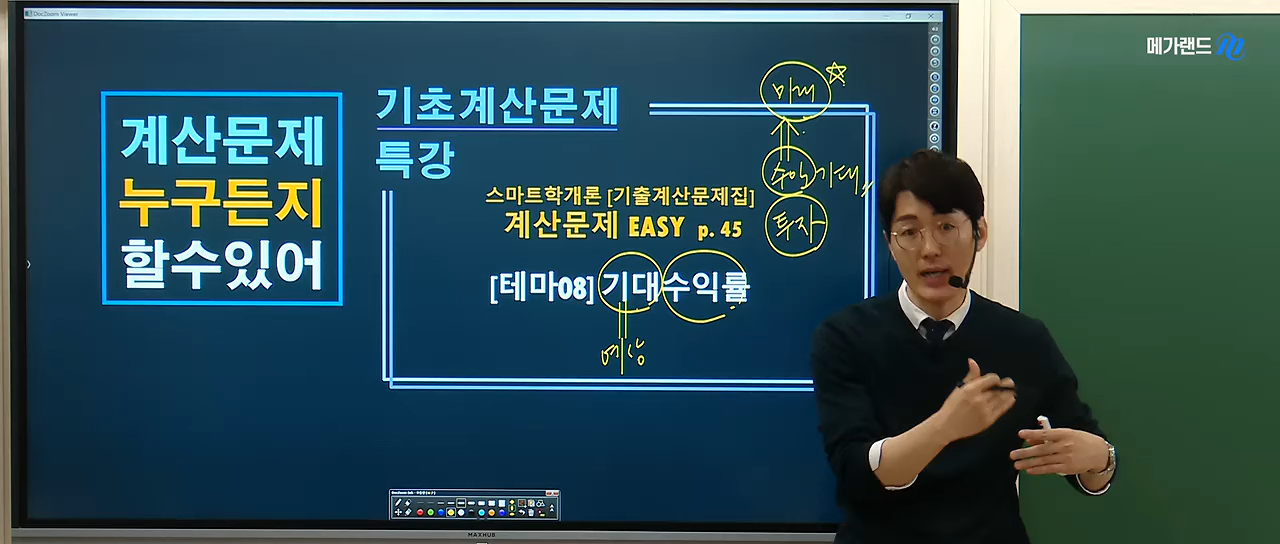 DocZoom Viewer
메가랜드
계산문제
누구든지
할수있어
기초계산문제
특강
스마트학개론 [기출계산문제집]
계산문제 EASY p. 45
[테마08] 기대수익률
미래
수익 기대
투자
예상
MAXHUB